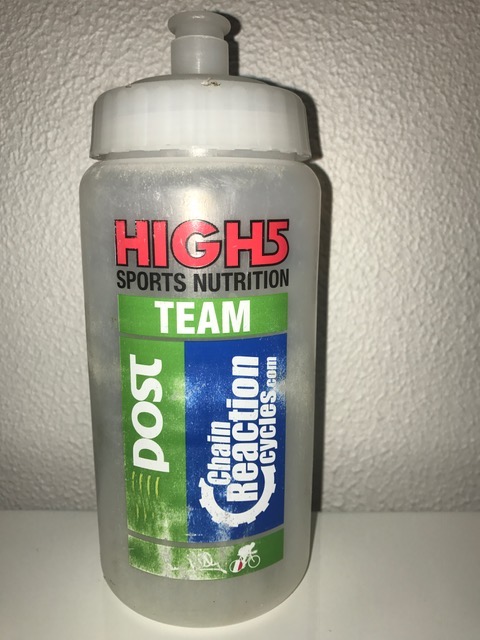 HIGH5
SPORTS NUTRITION
TEAM
post
Chain
Reaction
cycles.com